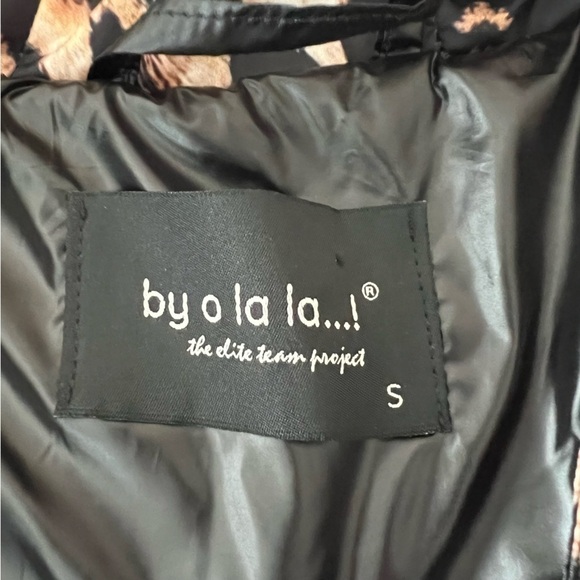 by o la la...!®
the elite team project
S